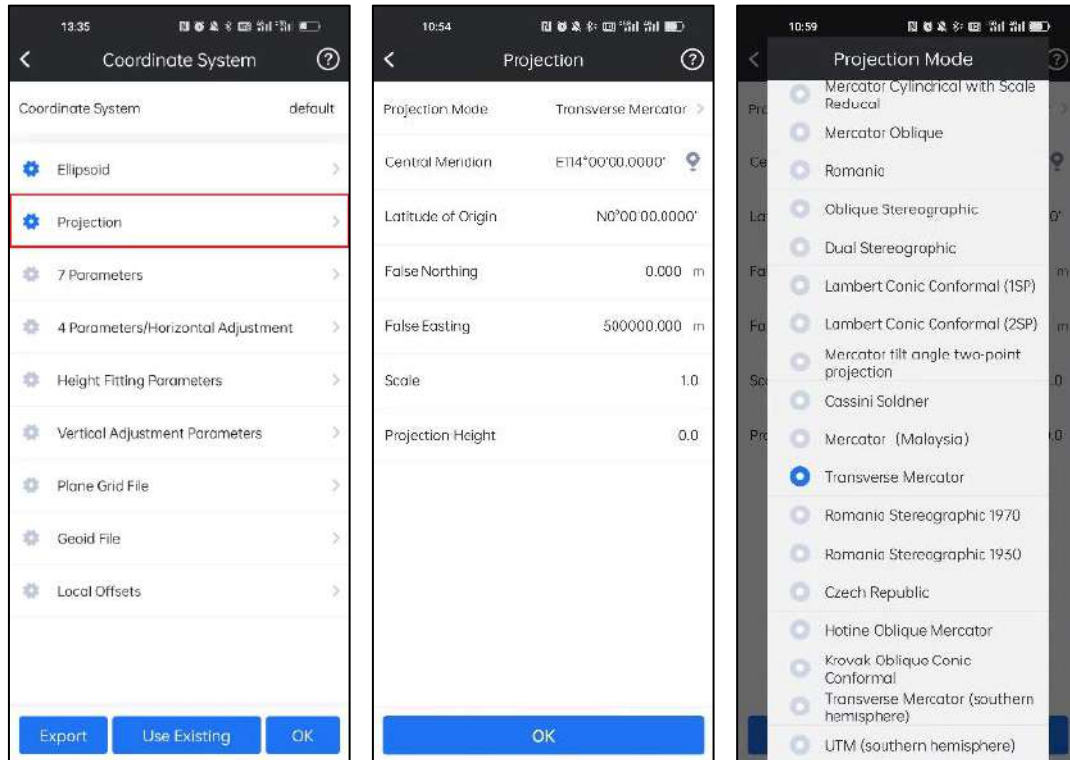 13:35
Coordinate System
Coordinate System default
Ellipsoid
Projection
7 Parameters
4 Parameters/Horizontal Adjustment
Height Fitting Parameters
Vertical Adjustment Parameters
Plane Grid File
Geoid File
Local Offsets
Export Use Existing OK
10:54
Projection
Projection Mode Transverse Mercator
Central Meridian E114°00'00.0000"
Latitude of Origin N0°00'00.0000"
False Northing 0.000 m
False Easting 500000.000 m
Scale 1.0
Projection Height 0.0
OK
10:59
Projection Mode
Mercator Cylindrical with Scale
Reducal
Mercator Oblique
Romania
Oblique Stereographic
Dual Stereographic
Lambert Conic Conformal (1SP)
Lambert Conic Conformal (2SP)
Mercator tilt angle two-point
projection
Cassini Soldner
Mercator (Malaysia)
Transverse Mercator
Romania Stereographic 1970
Romania Stereographic 1930
Czech Republic
Hotine Oblique Mercator
Krovak Oblique Conic
Conformal
Transverse Mercator (southern
hemisphere)
UTM (southern hemisphere)